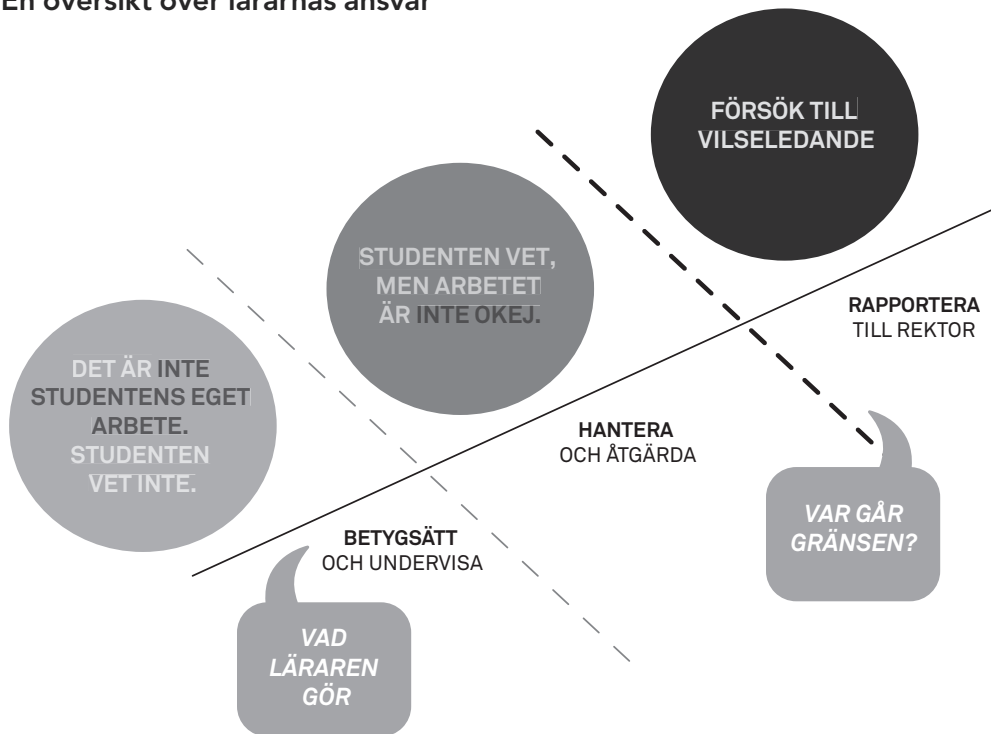 En översikt över lärarnas ansvar
FÖRSÖK TILL
VILSELEDANDE
STUDENTEN VET,
MEN ARBETET
ÄR INTE OKEJ.
RAPPORTERA
TILL REKTOR
DET ÄR INTE
STUDENTENS EGET
ARBETE.
STUDENTEN
VET INTE.
HANTERA
OCH ÅTGÄRDA
VAR GÅR
GRÄNSEN?
BETYGSÄTT
OCH UNDERVISA
VAD
LÄRAREN
GÖR